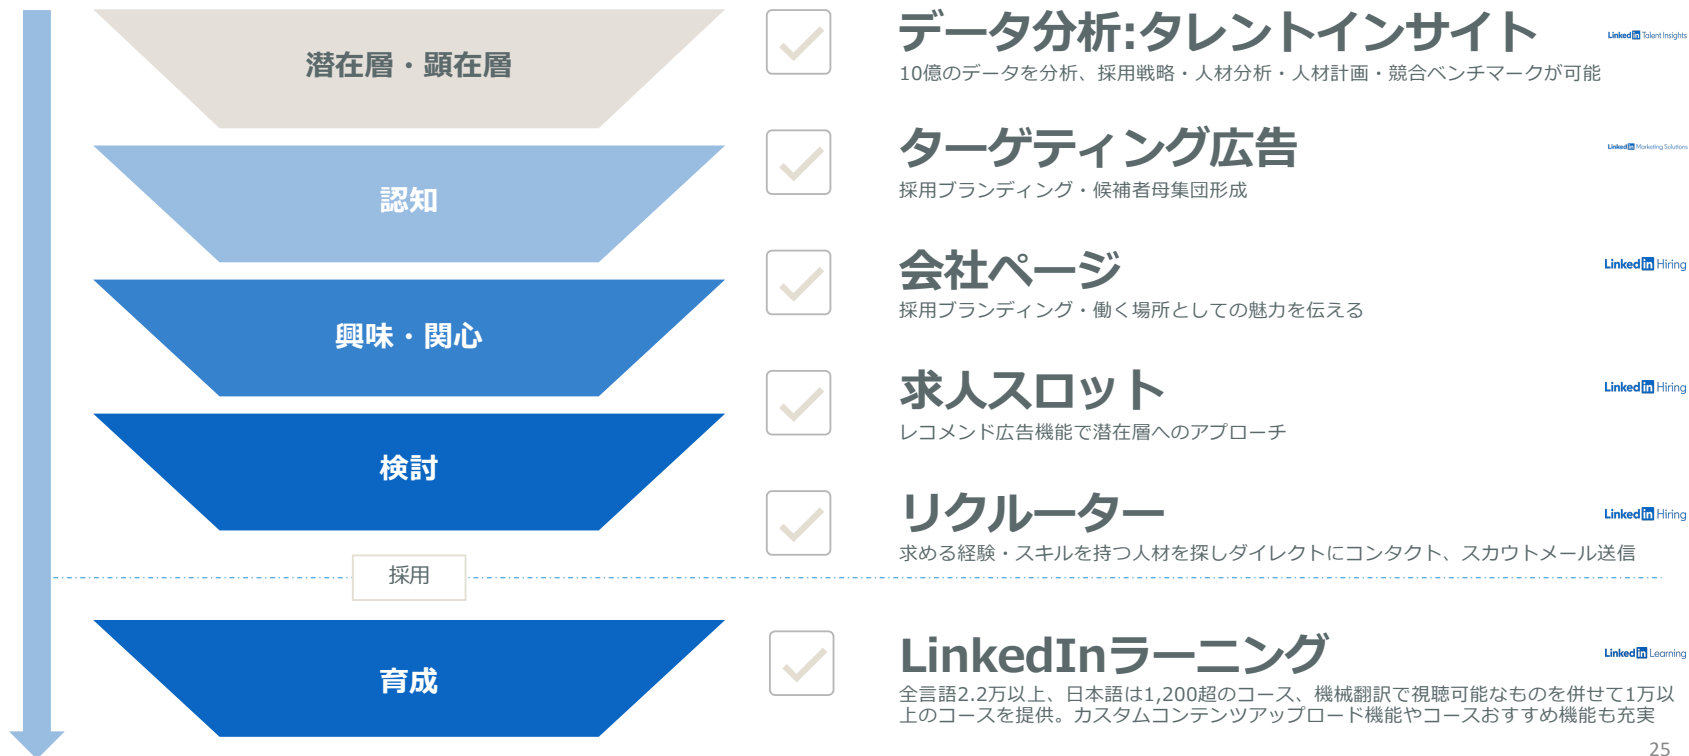 潜在層・顕在層
データ分析:タレントインサイト
LinkedIn Talent Insights
10億のデータを分析、採用戦略・人材分析・人材計画・競合ベンチマークが可能
認知
ターゲティング広告
LinkedIn Marketing Solutions
採用ブランディング・候補者母集団形成
興味・関心
会社ページ
LinkedIn Hiring
採用ブランディング・働く場所としての魅力を伝える
検討
求人スロット
LinkedIn Hiring
レコメンド広告機能で潜在層へのアプローチ
リクルーター
LinkedIn Hiring
求める経験・スキルを持つ人材を探しダイレクトにコンタクト、スカウトメール送信
採用
育成
LinkedInラーニング
LinkedIn Learning
全言語2.2万以上、日本語は1,200超のコース、機械翻訳で視聴可能なものを併せて1万以
上のコースを提供。カスタムコンテンツアップロード機能やコースおすすめ機能も充実
25